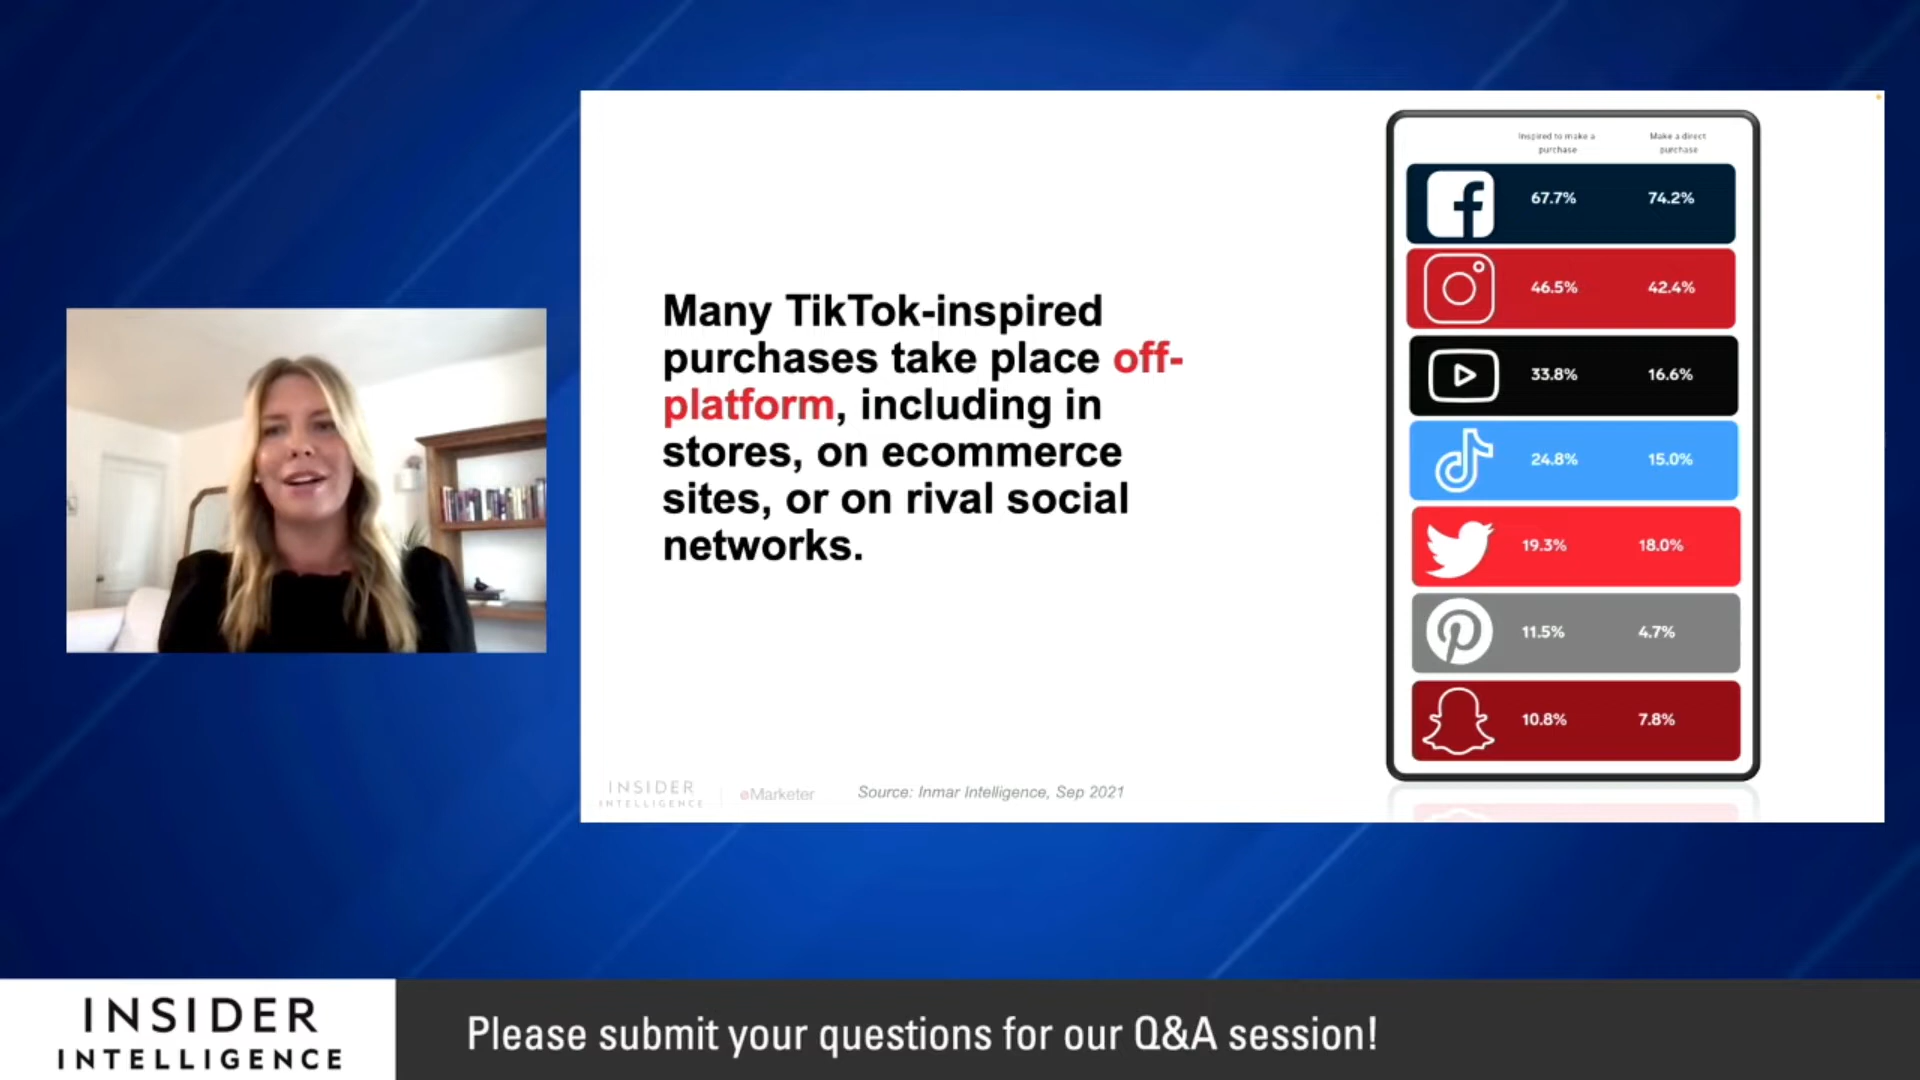 Many TikTok-inspired
purchases take place off-
platform, including in
stores, on ecommerce
sites, or on rival social
networks.
Inspired to make a
purchase
Make a direct
purchase
67.7% 74.2%
46.5% 42.4%
33.8% 16.6%
24.8% 15.0%
19.3% 18.0%
11.5% 4.7%
10.8% 7.8%
INSIDER
INTELLIGENCE
eMarketer
Source: Inmar Intelligence, Sep 2021
INSIDER
INTELLIGENCE
Please submit your questions for our Q&A session!